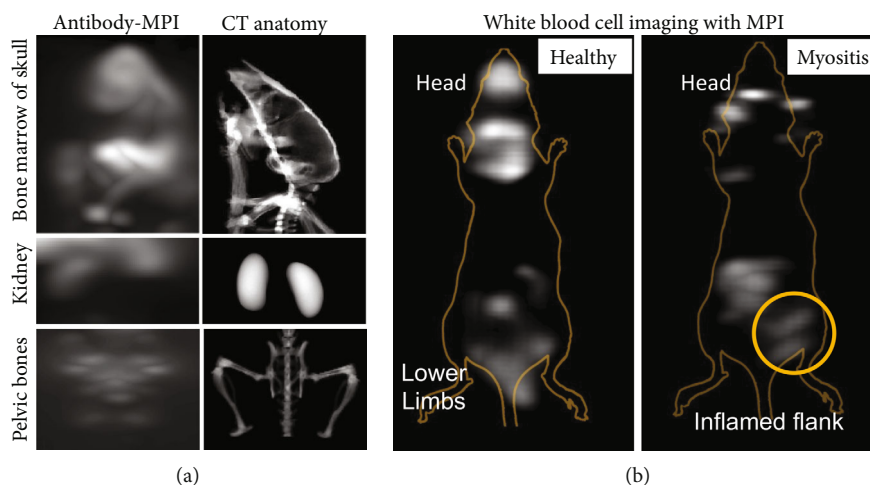 Antibody-MPI
CT anatomy
Bone marrow of skull
Kidney
Pelvic bones
(a)
White blood cell imaging with MPI
Healthy
Head
Lower
Limbs
Myositis
Head
Inflamed flank
(b)